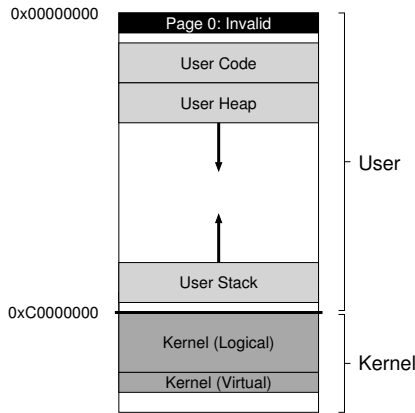 0x00000000
Page 0: Invalid
User Code
User Heap
User
User Stack
0xC0000000
Kernel (Logical)
Kernel
Kernel (Virtual)